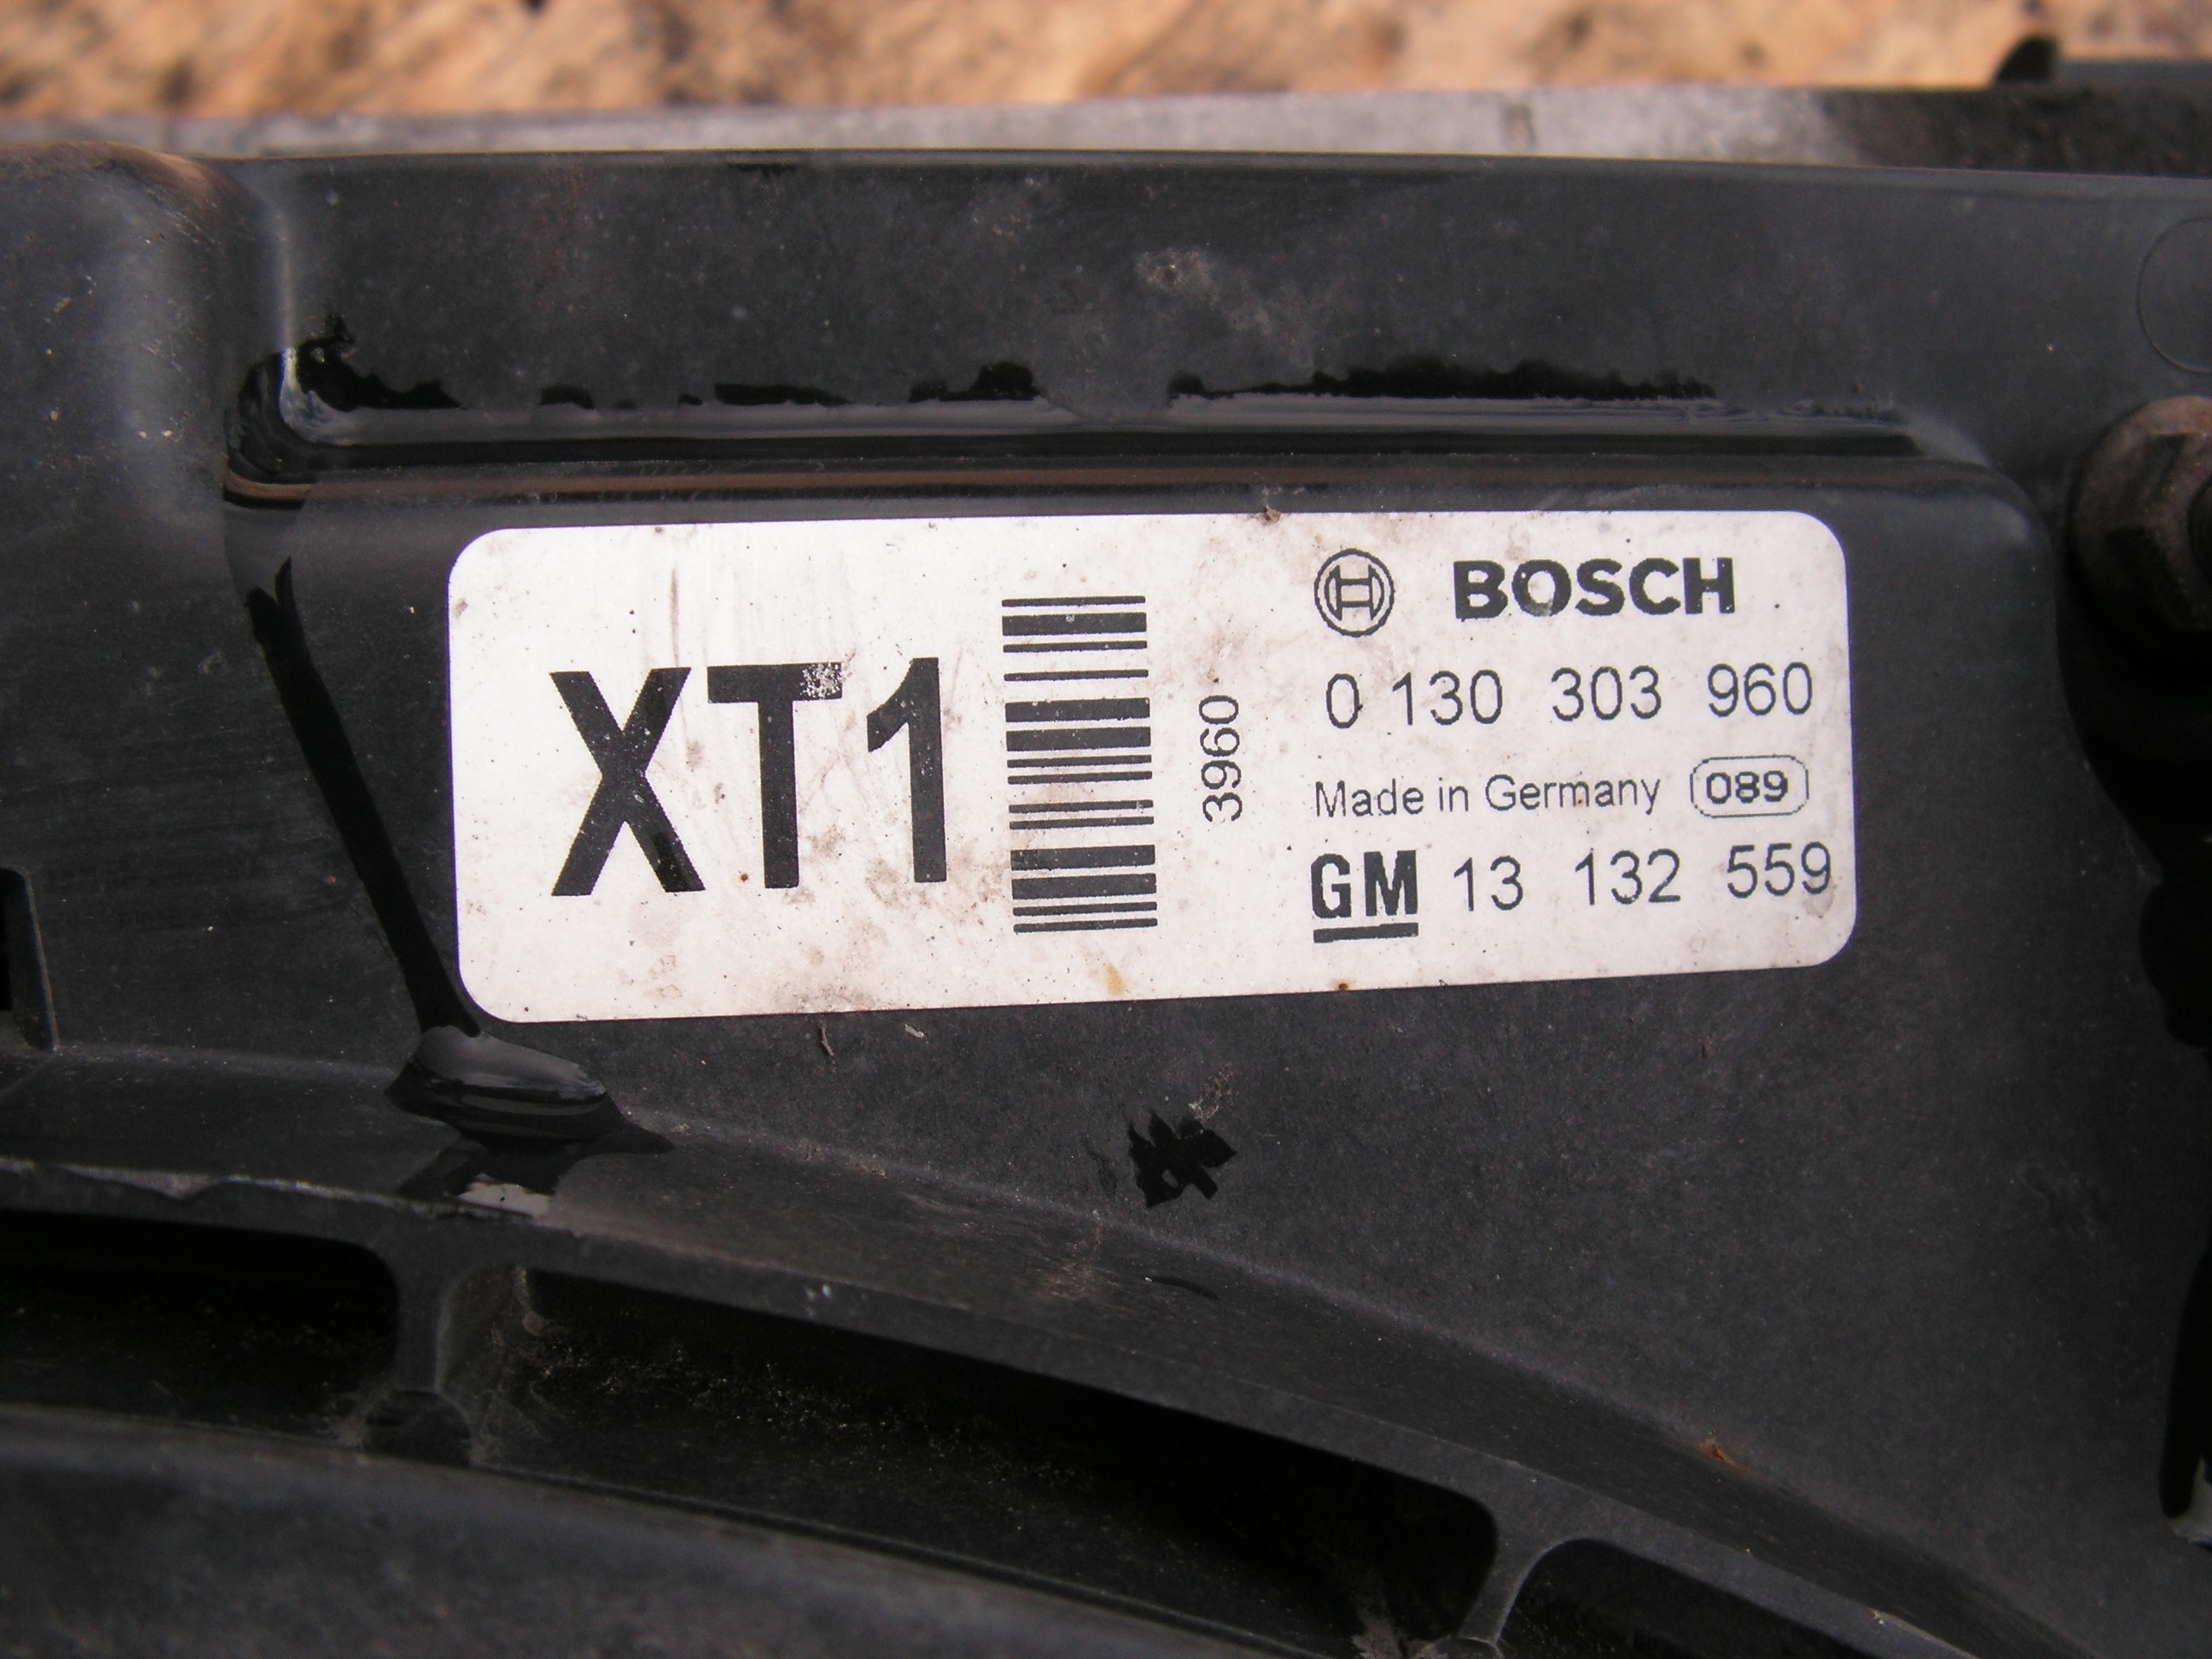 XT1
3960
BOSCH
0 130 303 960
Made in Germany 089
GM 13 132 559